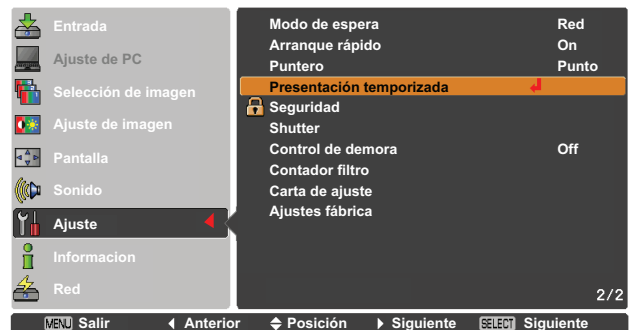 Entrada
Ajuste de PC
Selección de imagen
Ajuste de imagen
Pantalla
Sonido
Ajuste
Informacion
Red
Modo de espera Red
Arranque rápido On
Puntero Punto
Presentación temporizada
Seguridad
Shutter
Control de demora Off
Contador filtro
Carta de ajuste
Ajustes fábrica
2/2
MENU Salir Anterior Posición Siguiente SELECT Siguiente